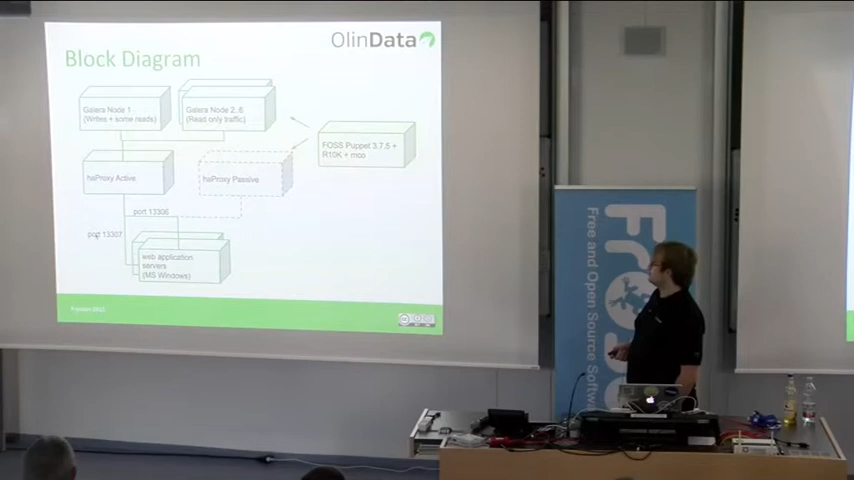 OlinData
Block Diagram
Galera Node 1
(Writes + some reads)
Galera Node 2..6
(Read only traffic)
FOSS Puppet 3.7.5 +
R10K + mco
haProxy Active
haProxy Passive
port 13306
port 13307
web application
servers
(MS Windows)
Free and Open Source Softw
FrOSC